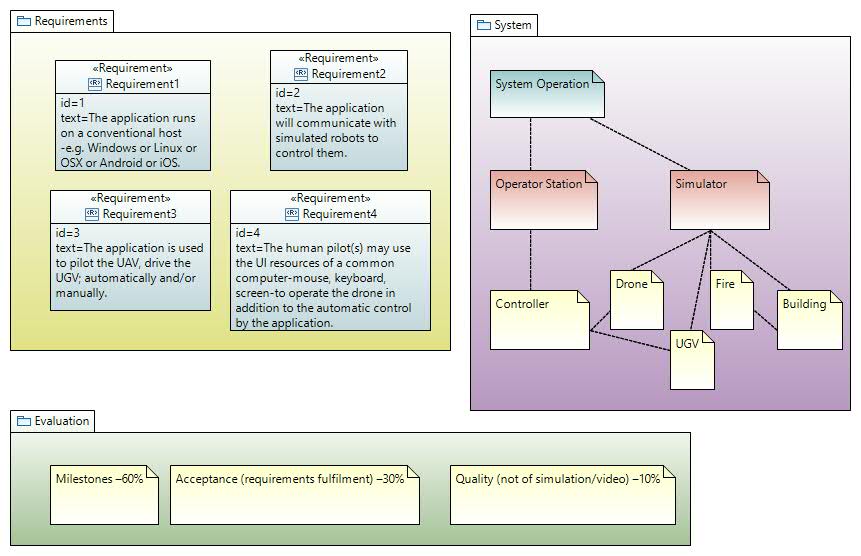 Requirements
«Requirement»
Requirement1
id=1
text=The application runs
on a conventional host
-e.g. Windows or Linux or
OSX or Android or iOS.
«Requirement»
Requirement2
id=2
text=The application
will communicate with
simulated robots to
control them.
«Requirement»
Requirement3
id=3
text=The application is used
to pilot the UAV, drive the
UGV; automatically and/or
manually.
«Requirement»
Requirement4
id=4
text=The human pilot(s) may use
the UI resources of a common
computer-mouse, keyboard,
screen-to operate the drone in
addition to the automatic control
by the application.
System
System Operation
Operator Station
Simulator
Controller
Drone
Fire
Building
UGV
Evaluation
Milestones –60%
Acceptance (requirements fulfilment) –30%
Quality (not of simulation/video) –10%